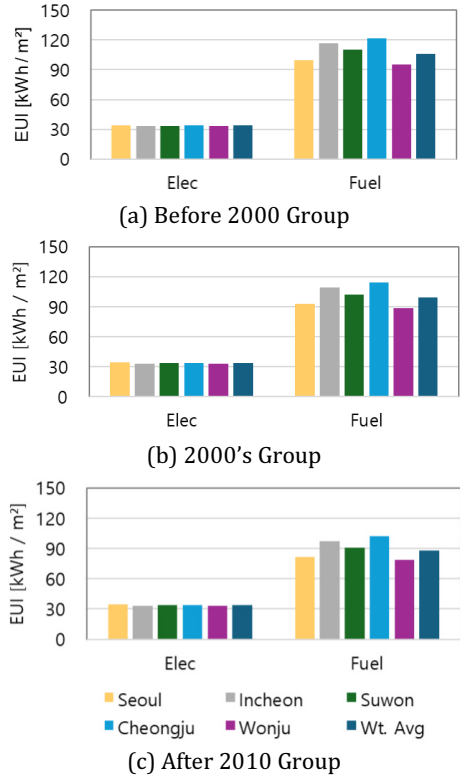 EUI [kWh/m²]
150
120
90
60
30
0
Elec Fuel
(a) Before 2000 Group
EUI [kWh / m²]
150
120
90
60
30
0
Elec Fuel
(b) 2000’s Group
EUI [kWh / m²]
150
120
90
60
30
0
Elec Fuel
Seoul Incheon Suwon
Cheongju Wonju Wt. Avg
(c) After 2010 Group